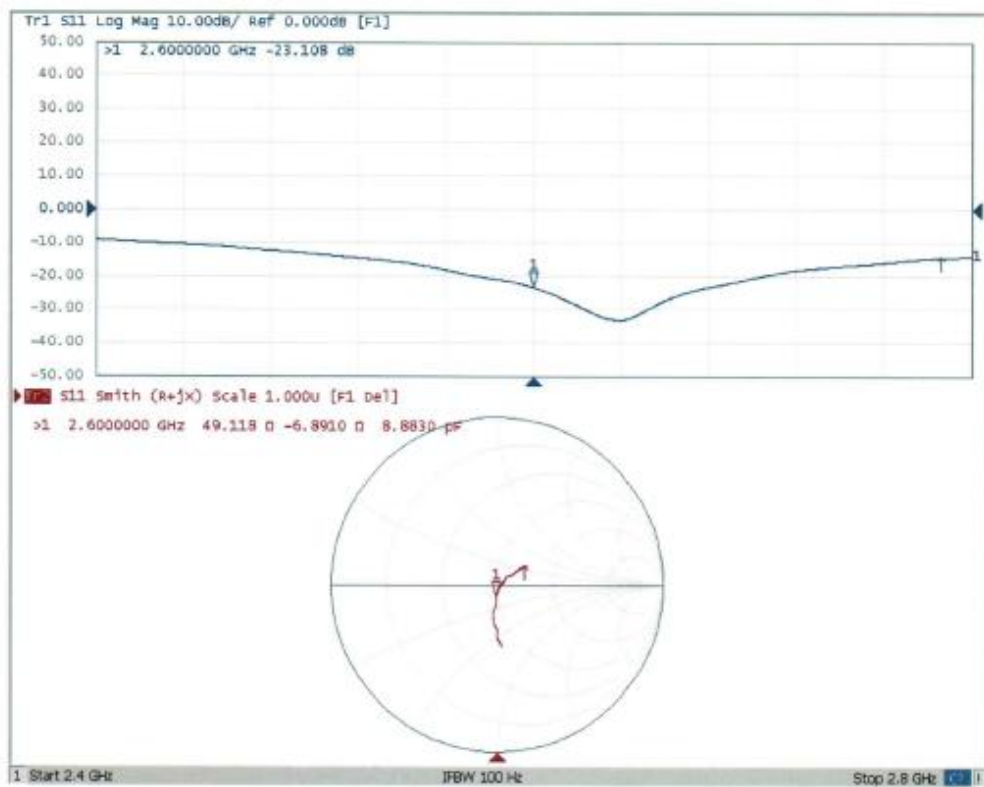 Tr1 S11 Log Mag 10.00dB/ Ref 0.000dB [F1]
50.00
>1 2.6000000 GHz -23.108 dB
40.00
30.00
20.00
10.00
0.000
-10.00
1
1
-20.00
-30.00
-40.00
-50.00
S11 Smith (R+jX) Scale 1.000U [F1 Del]
>1 2.6000000 GHz 49.118 Ω -6.8910 Ω 8.8830 pF
1
1 Start 2.4 GHz IFBW 100 Hz Stop 2.8 GHz